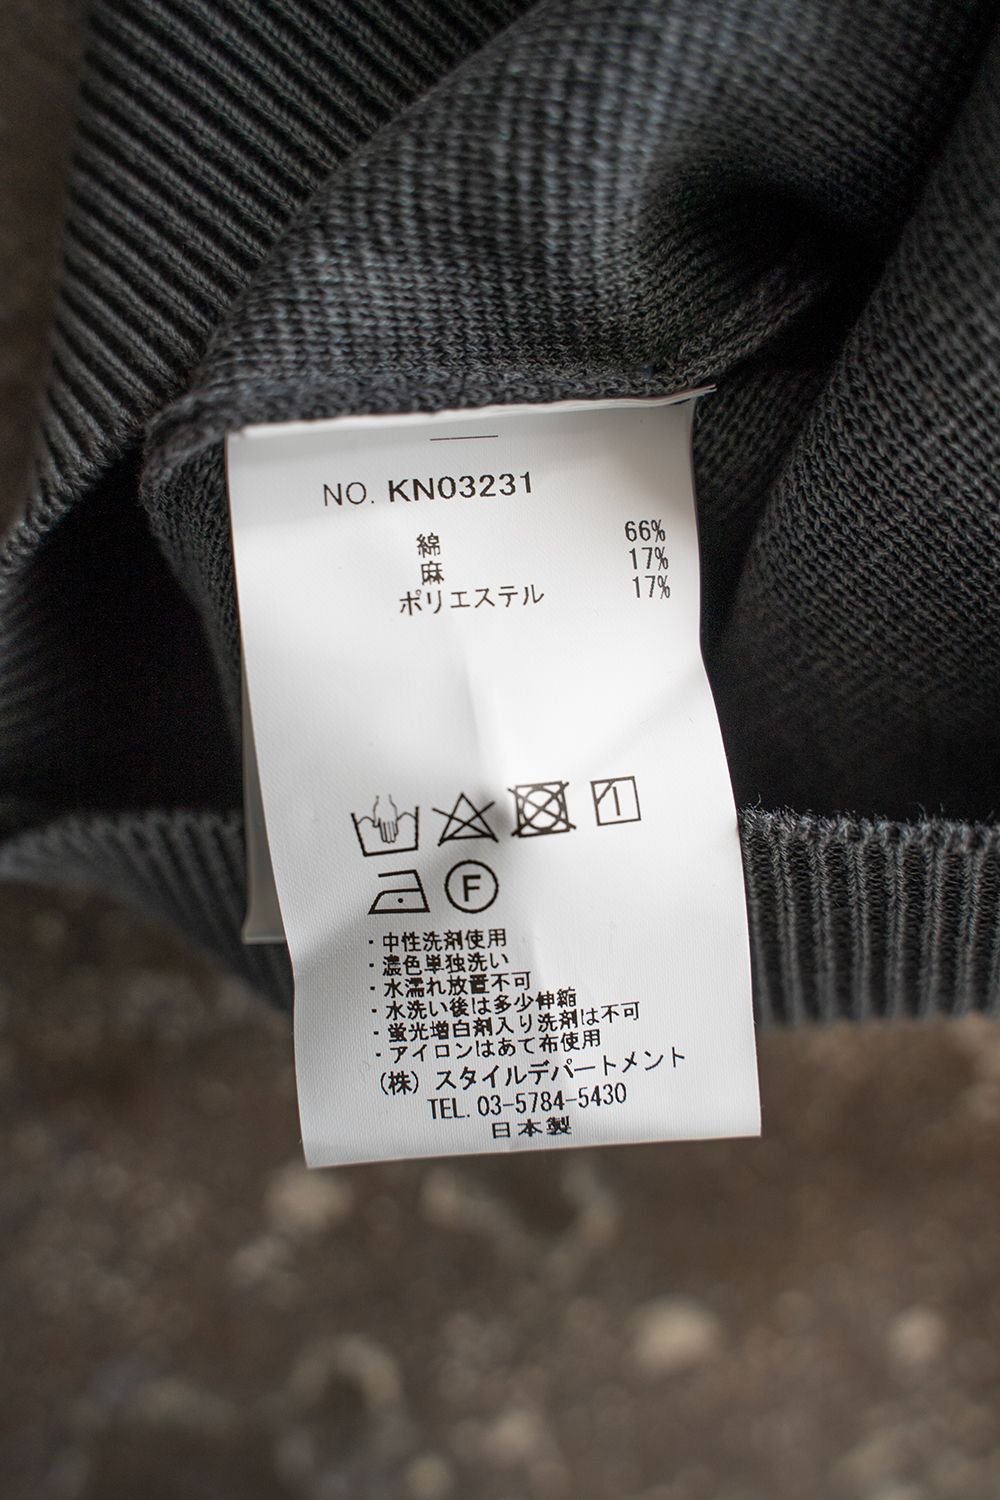 NO. KN03231
綿 66%
麻 17%
ポリエステル 17%
F
・中性洗剤使用
・濃色単独洗い
・水濡れ放置不可
・水洗い後は多少伸縮
・蛍光増白剤入り洗剤は不可
・アイロンはあて布使用
(株) スタイルデパートメント
TEL. 03-5784-5430
日本製